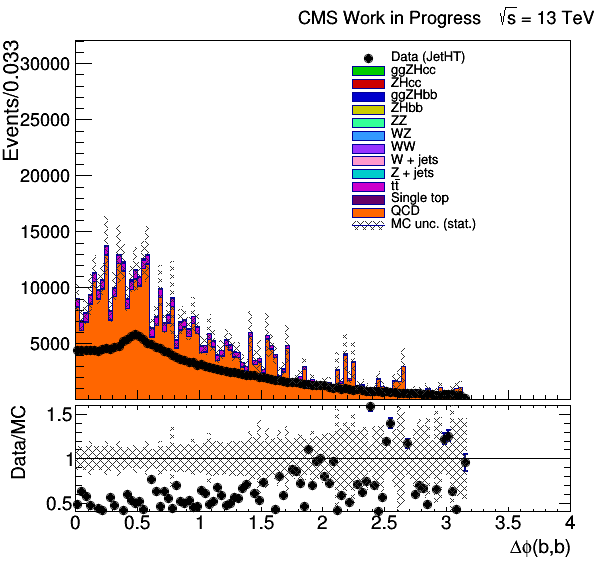 CMS Work in Progress √s = 13 TeV
Events/0.033
30000
25000
20000
15000
10000
5000
Data (JetHT)
ggZHcc
ZHcc
ggZHbb
ZHbb
ZZ
WZ
WW
W + jets
Z + jets
tt̄
Single top
QCD
MC unc. (stat.)
Data/MC
1.5
1
0.5
0 0.5 1 1.5 2 2.5 3 3.5 4
Δϕ(b,b)